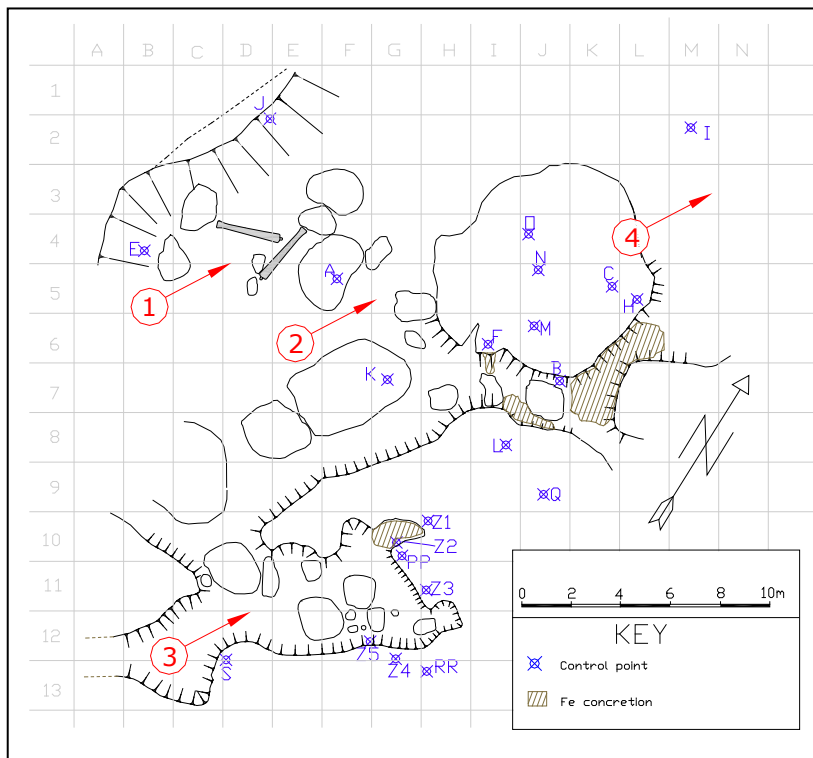 A B C D E F G H I J K L M N
1
J
2
I
3
4
E
O
4
A
N
C
1
5
H
2
M
F
6
K
B
7
8
L
N
9
Q
Z1
10
Z2
PP
11
Z3
0 2 4 6 8 10m
12
KEY
3
Z5
Control point
S
Z4
RR
13
Fe concretion